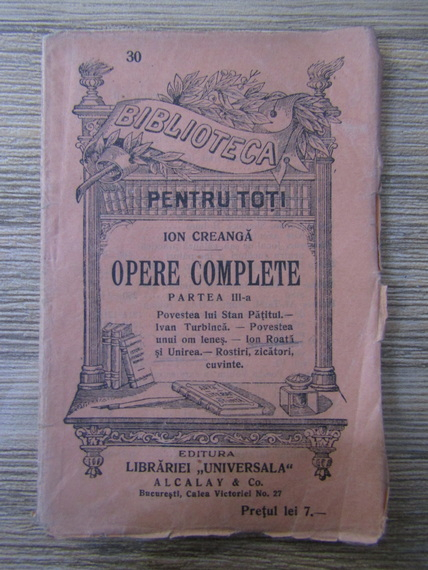 30
BIBLIOTECA
PENTRU TOȚI
ION CREANGĂ
OPERE COMPLETE
PARTEA III-a
Povestea lui Stan Pățitul.—
Ivan Turbincă. — Povestea
unui om leneș. — Ion Roată
și Unirea.— Rostiri, zicători,
cuvinte.
EDITURA
LIBRĂRIEI „UNIVERSALA“
ALCALAY & Co.
București, Calea Victoriei No. 27
Prețul lei 7.—